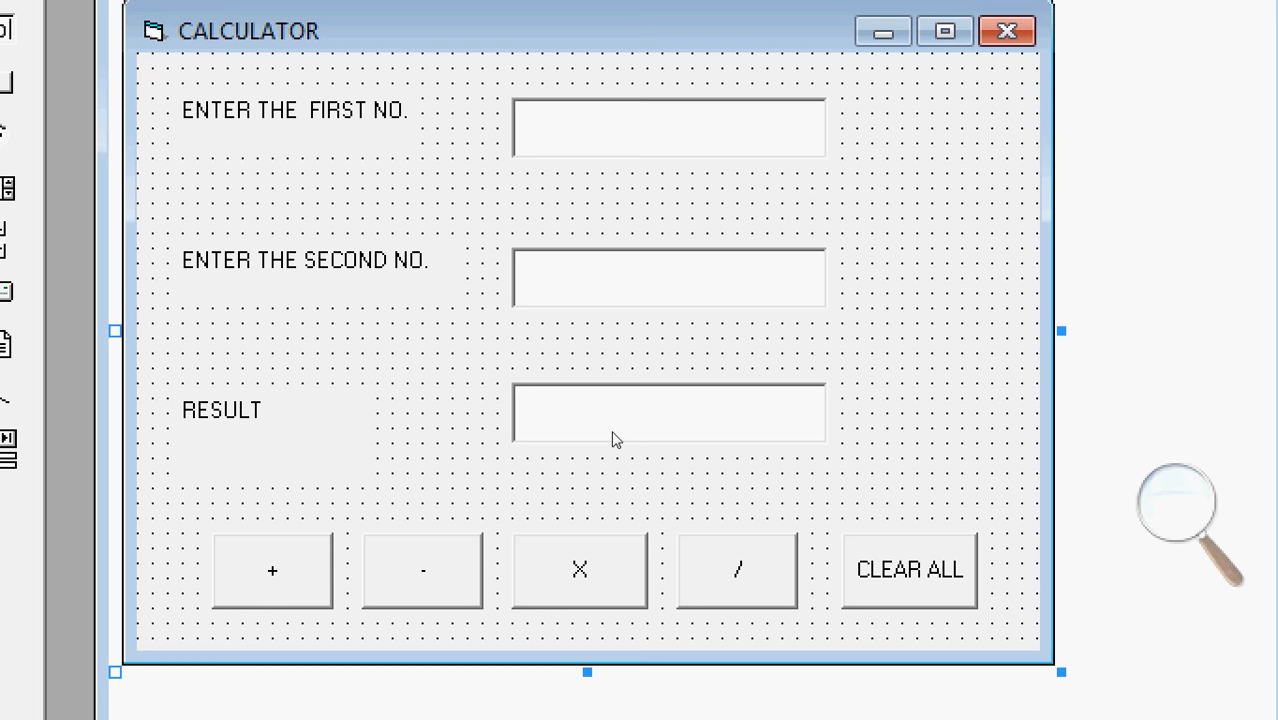 CALCULATOR
ENTER THE  FIRST NO.
ENTER THE SECOND NO.
RESULT
+ - X / CLEAR ALL